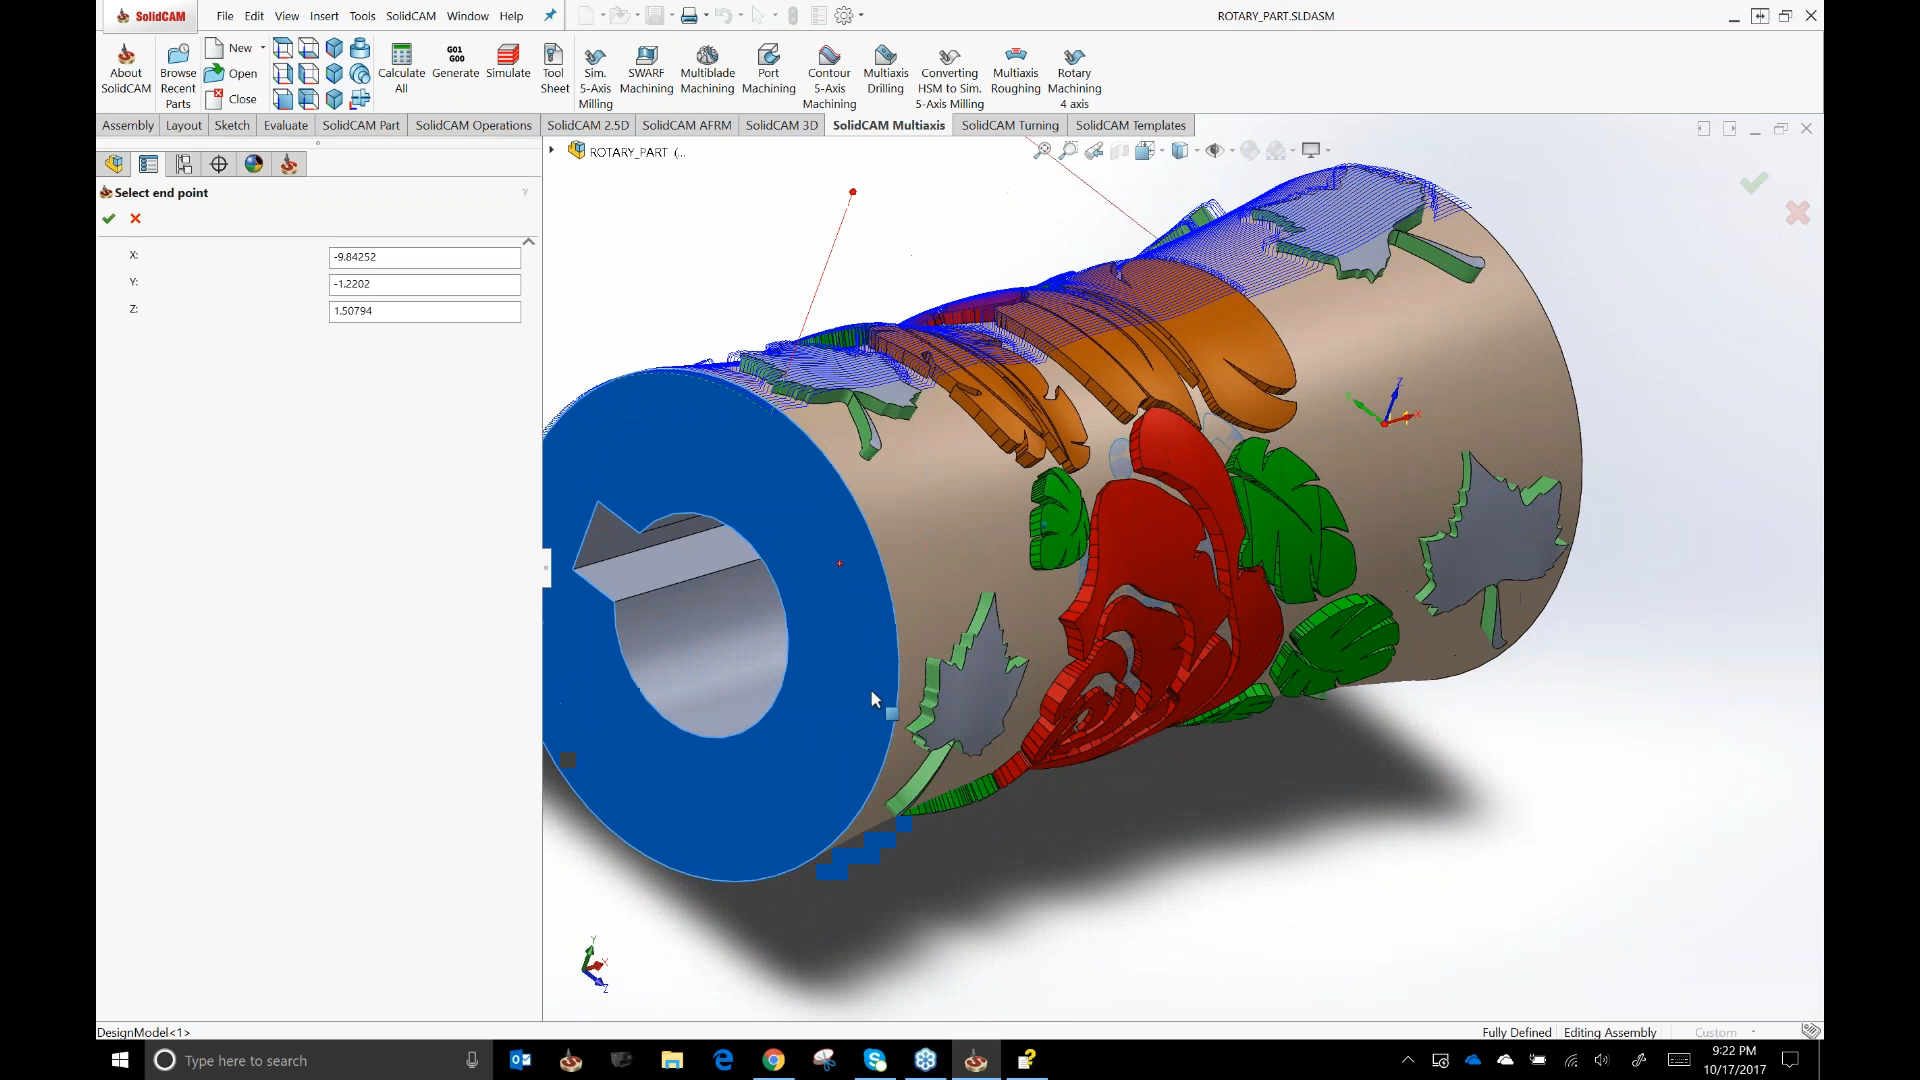 SolidCAM File Edit View Insert Tools SolidCAM Window Help ROTARY_PART.SLDASM
About SolidCAM
Browse Recent Parts
New
Open
Close
Calculate All
G01 G00
Generate
Simulate
Tool Sheet
Sim. 5-Axis Milling
SWARF Machining
Multiblade Machining
Port Machining
Contour 5-Axis Machining
Multiaxis Drilling
Converting HSM to Sim. 5-Axis Milling
Multiaxis Roughing
Rotary Machining 4 axis
Assembly Layout Sketch Evaluate SolidCAM Part SolidCAM Operations SolidCAM 2.5D SolidCAM AFRM SolidCAM 3D SolidCAM Multiaxis SolidCAM Turning SolidCAM Templates
ROTARY_PART (...
Select end point ?
X: -9.84252
Y: -1.2202
Z: 1.50794
Z
X
Y
X
Z
DesignModel<1> Fully Defined Editing Assembly Custom
Type here to search
9:22 PM
10/17/2017